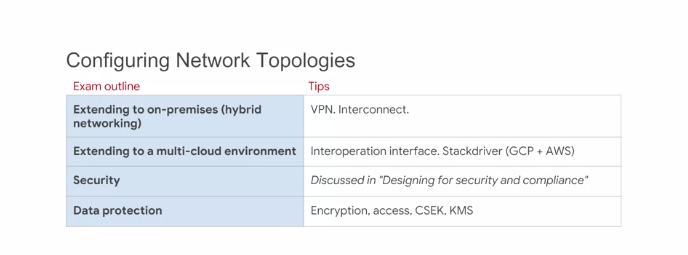 Configuring Network Topologies
Exam outline
Tips
Extending to on-premises (hybrid
networking)
VPN. Interconnect.
Extending to a multi-cloud environment
Interoperation interface. Stackdriver (GCP + AWS)
Security
Discussed in "Designing for security and compliance"
Data protection
Encryption, access, CSEK, KMS